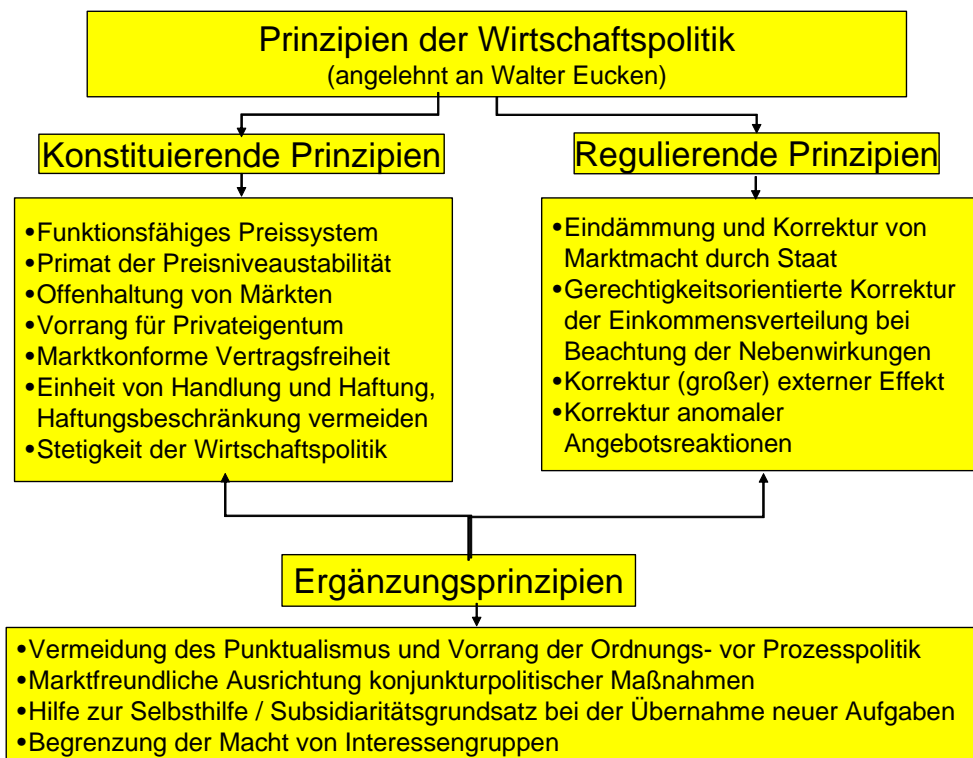 Prinzipien der Wirtschaftspolitik
(angelehnt an Walter Eucken)
Konstituierende Prinzipien
•Funktionsfähiges Preissystem
•Primat der Preisniveaustabilität
•Offenhaltung von Märkten
•Vorrang für Privateigentum
•Marktkonforme Vertragsfreiheit
•Einheit von Handlung und Haftung,
Haftungsbeschränkung vermeiden
•Stetigkeit der Wirtschaftspolitik
Regulierende Prinzipien
•Eindämmung und Korrektur von
Marktmacht durch Staat
•Gerechtigkeitsorientierte Korrektur
der Einkommensverteilung bei
Beachtung der Nebenwirkungen
•Korrektur (großer) externer Effekt
•Korrektur anomaler
Angebotsreaktionen
Ergänzungsprinzipien
•Vermeidung des Punktualismus und Vorrang der Ordnungs- vor Prozesspolitik
•Marktfreundliche Ausrichtung konjunkturpolitischer Maßnahmen
•Hilfe zur Selbsthilfe / Subsidiaritätsgrundsatz bei der Übernahme neuer Aufgaben
•Begrenzung der Macht von Interessengruppen